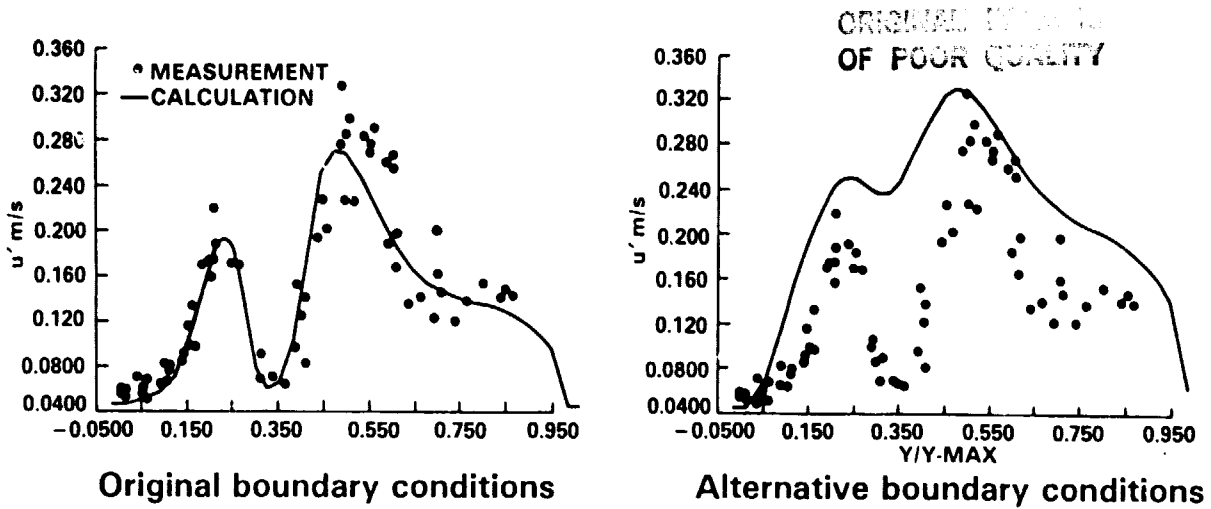 ORIGINAL
OF POOR QUALITY
0.360
0.320
0.280
0.240
0.200
0.160
0.120
0.0800
0.0400
u′ m/s
• MEASUREMENT
— CALCULATION
−0.0500 0.150 0.350 0.550 0.750 0.950
Original boundary conditions
0.360
0.320
0.280
0.240
0.200
0.160
0.120
0.0800
0.0400
u′ m/s
−0.0500 0.150 0.350 0.550 0.750 0.950
Y/Y-MAX
Alternative boundary conditions